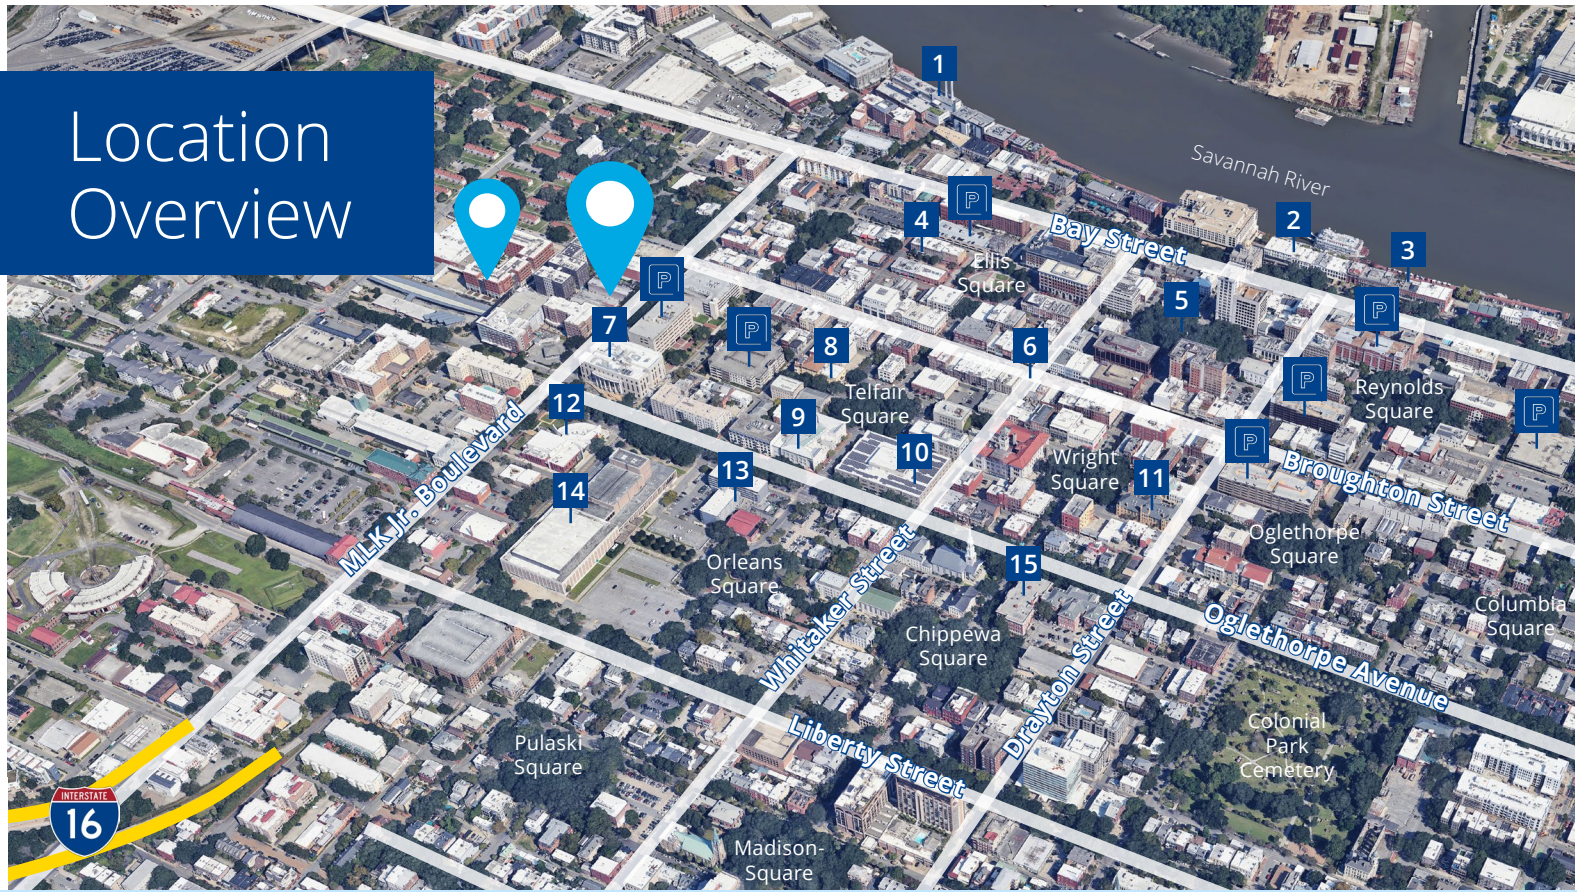 Location
Overview
1
Savannah River
P
4
2
Bay Street
3
Ellis
Square
P
5
P
P
7
6
8
P
Reynolds
Square
Telfair
Square
12
P
9
P
10
Wright
Square
Broughton Street
13
11
14
MLK Jr. Boulevard
Oglethorpe
Square
Orleans
Square
15
Whitaker Street
Columbia
Square
Oglethorpe Avenue
Chippewa
Square
Drayton Street
Colonial
Park
Cemetery
Pulaski
Square
Liberty Street
INTERSTATE
16
Madison-
Square